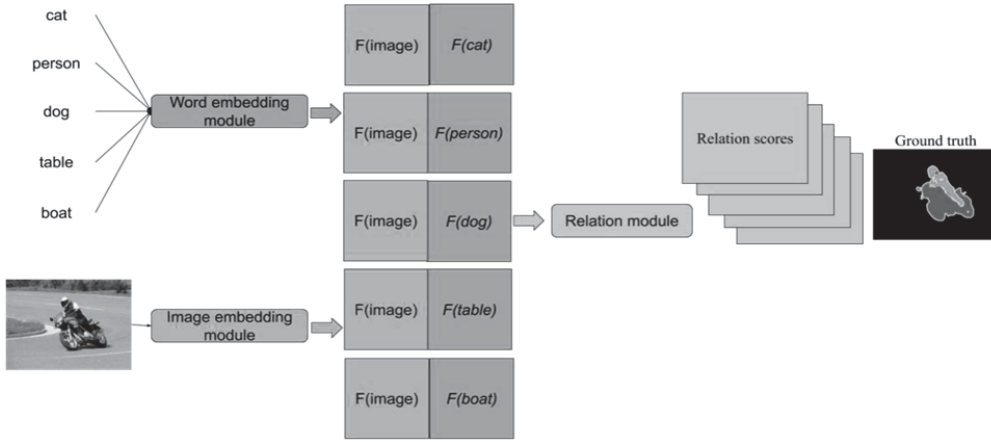 cat
person
dog
table
boat
Word embedding
module
Image embedding
module
F(image) F(cat)
F(image) F(person)
F(image) F(dog)
F(image) F(table)
F(image) F(boat)
Relation module
Relation scores
Ground truth